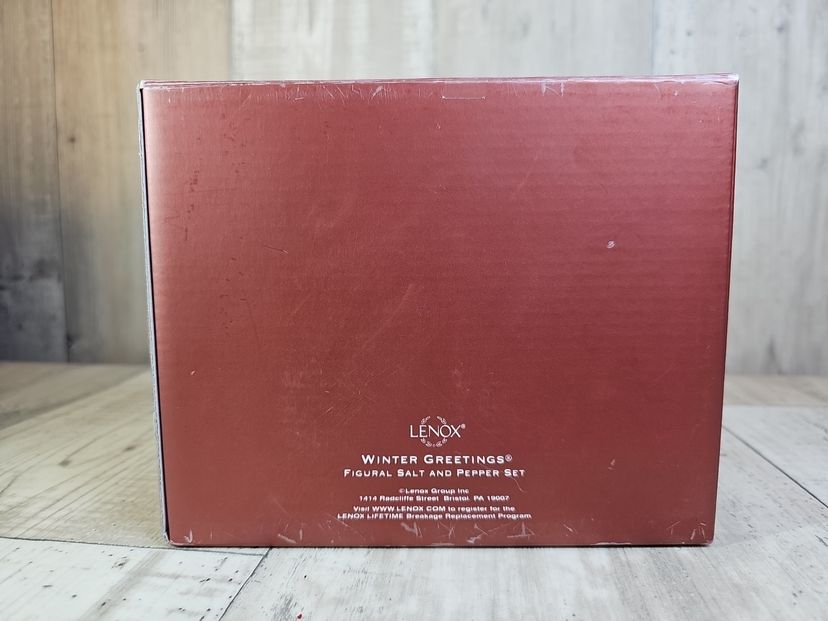 LENOX®
WINTER GREETINGS®
FIGURAL SALT AND PEPPER SET
©Lenox Group Inc
1414 Radcliffe Street Bristol, PA 19007
Visit WWW.LENOX.COM to register for the
LENOX LIFETIME Breakage Replacement Program